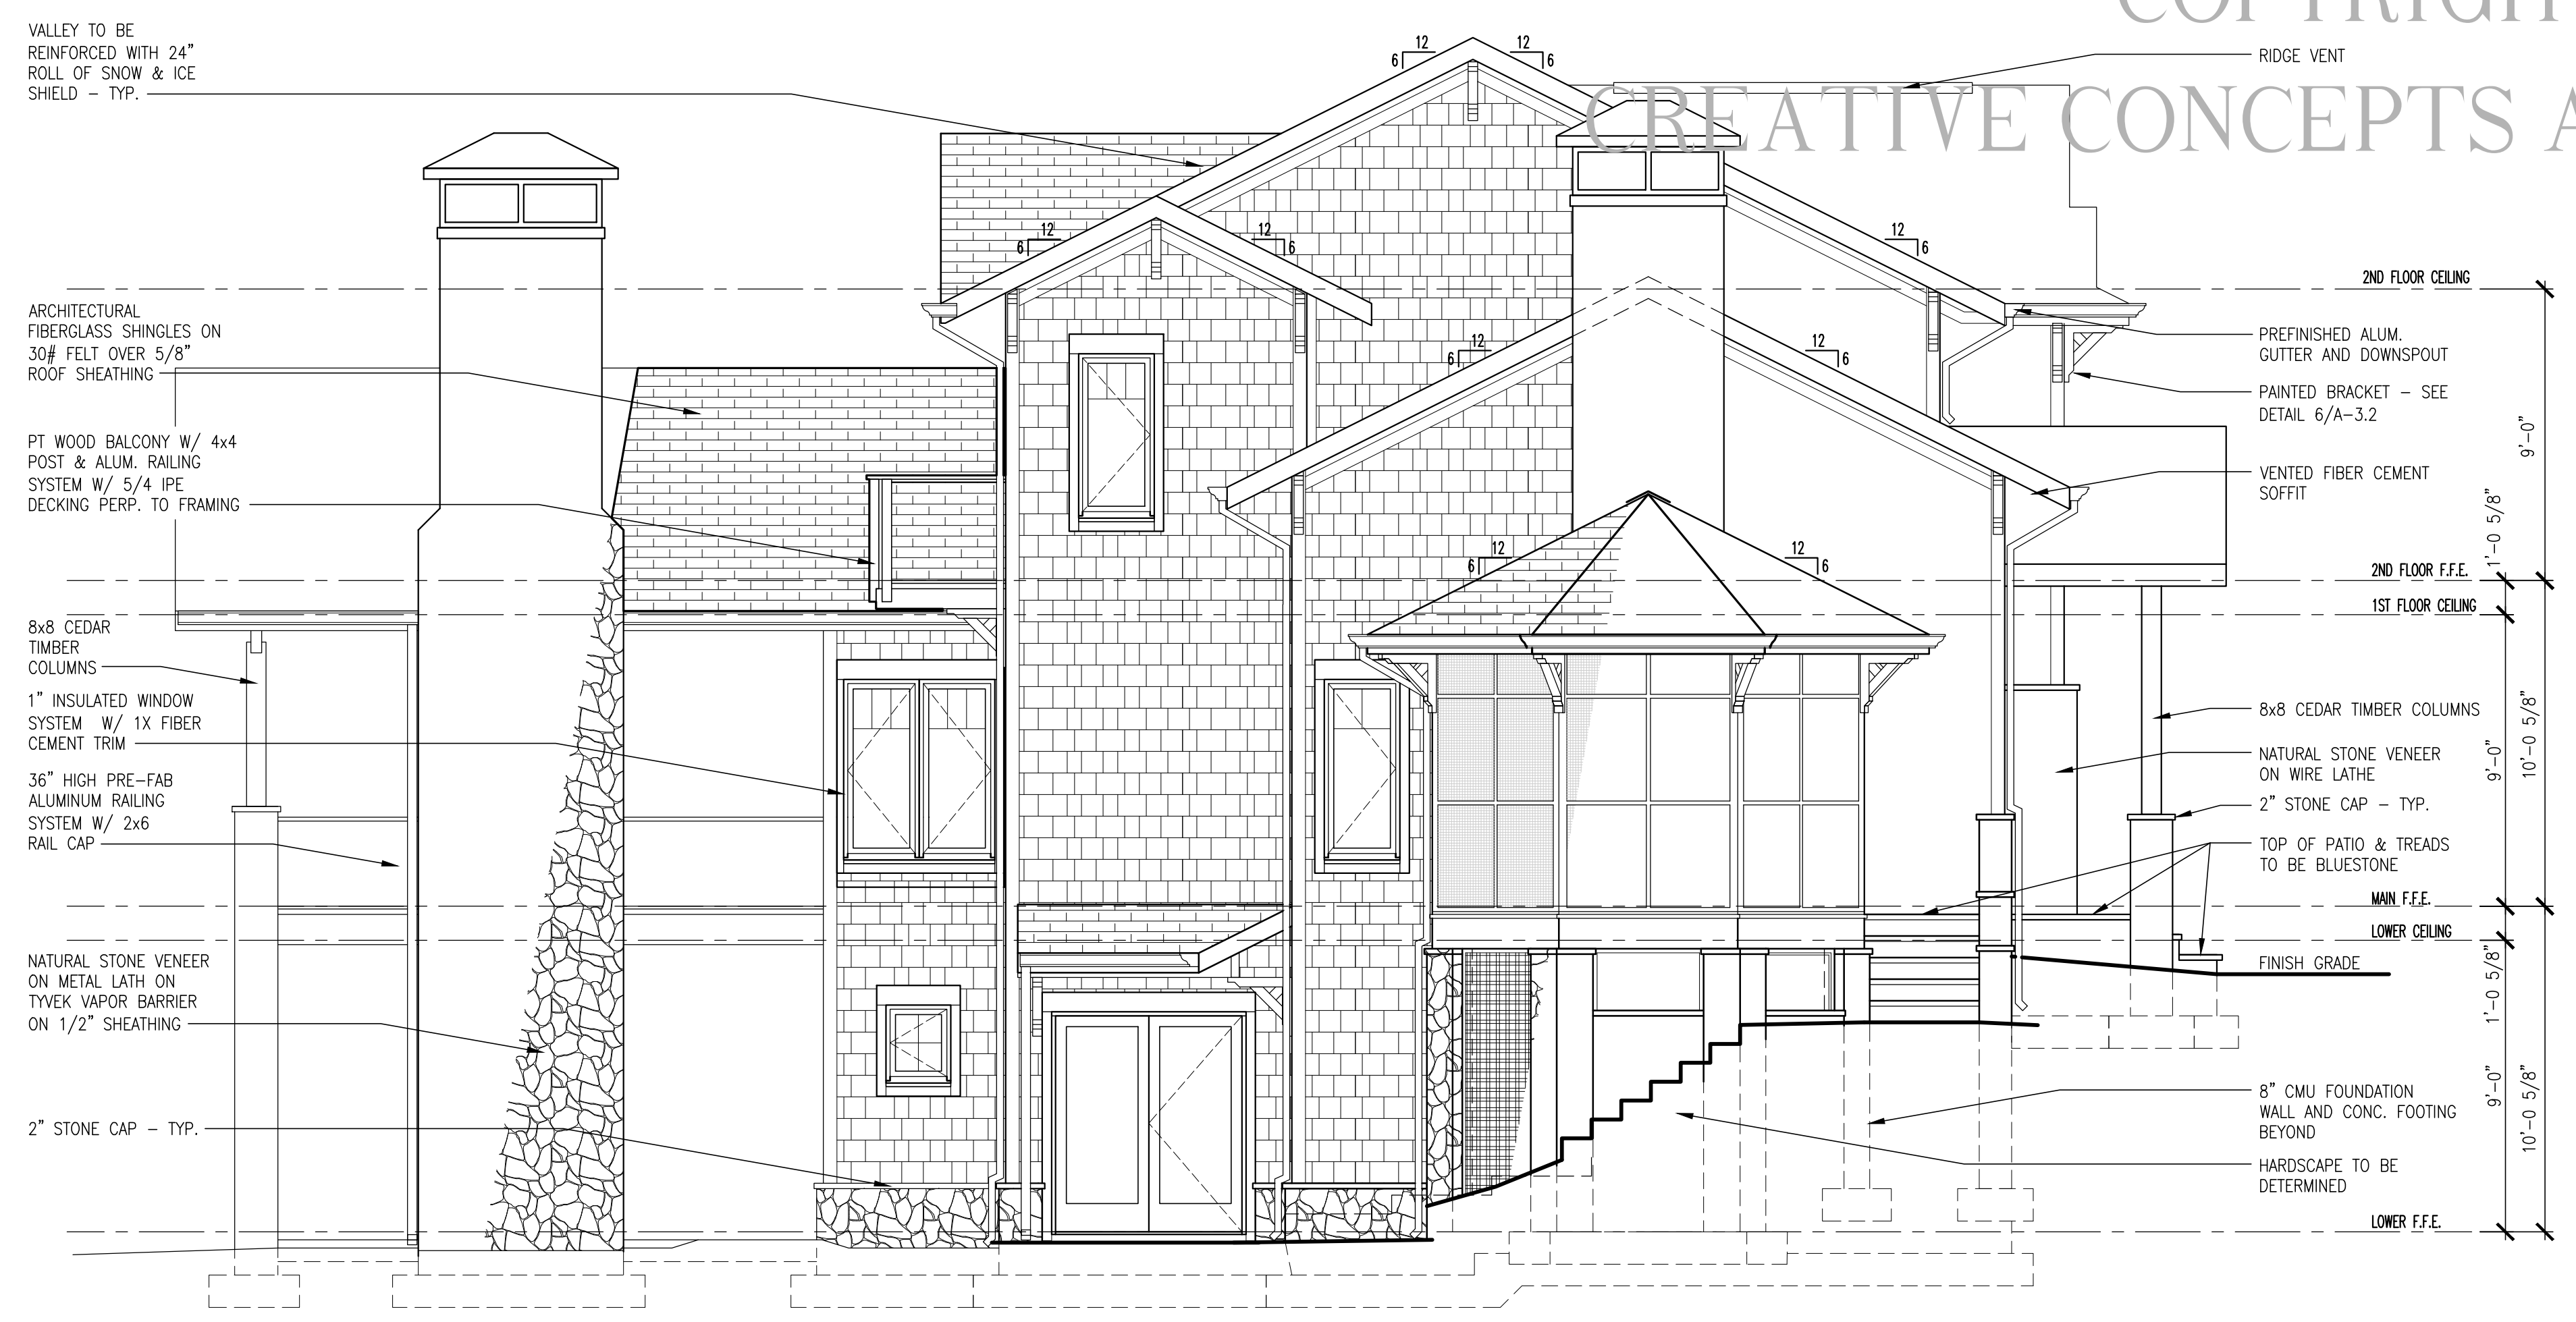 COPYRIGHT
CREATIVE CONCEPTS A
VALLEY TO BE
REINFORCED WITH 24"
ROLL OF SNOW & ICE
SHIELD – TYP.
ARCHITECTURAL
FIBERGLASS SHINGLES ON
30# FELT OVER 5/8"
ROOF SHEATHING
PT WOOD BALCONY W/ 4x4
POST & ALUM. RAILING
SYSTEM W/ 5/4 IPE
DECKING PERP. TO FRAMING
8x8 CEDAR
TIMBER
COLUMNS
1" INSULATED WINDOW
SYSTEM W/ 1X FIBER
CEMENT TRIM
36" HIGH PRE–FAB
ALUMINUM RAILING
SYSTEM W/ 2x6
RAIL CAP
NATURAL STONE VENEER
ON METAL LATH ON
TYVEK VAPOR BARRIER
ON 1/2" SHEATHING
2" STONE CAP – TYP.
12
6
12
6
12
6
12
6
12
6
12
6
12
6
12
6
12
6
RIDGE VENT
2ND FLOOR CEILING
PREFINISHED ALUM.
GUTTER AND DOWNSPOUT
PAINTED BRACKET – SEE
DETAIL 6/A–3.2
VENTED FIBER CEMENT
SOFFIT
2ND FLOOR F.F.E.
1ST FLOOR CEILING
8x8 CEDAR TIMBER COLUMNS
NATURAL STONE VENEER
ON WIRE LATHE
2" STONE CAP – TYP.
TOP OF PATIO & TREADS
TO BE BLUESTONE
MAIN F.F.E.
LOWER CEILING
FINISH GRADE
8" CMU FOUNDATION
WALL AND CONC. FOOTING
BEYOND
HARDSCAPE TO BE
DETERMINED
LOWER F.F.E.
9'–0"
1'–0 5/8"
9'–0"
10'–0 5/8"
1'–0 5/8"
9'–0"
10'–0 5/8"